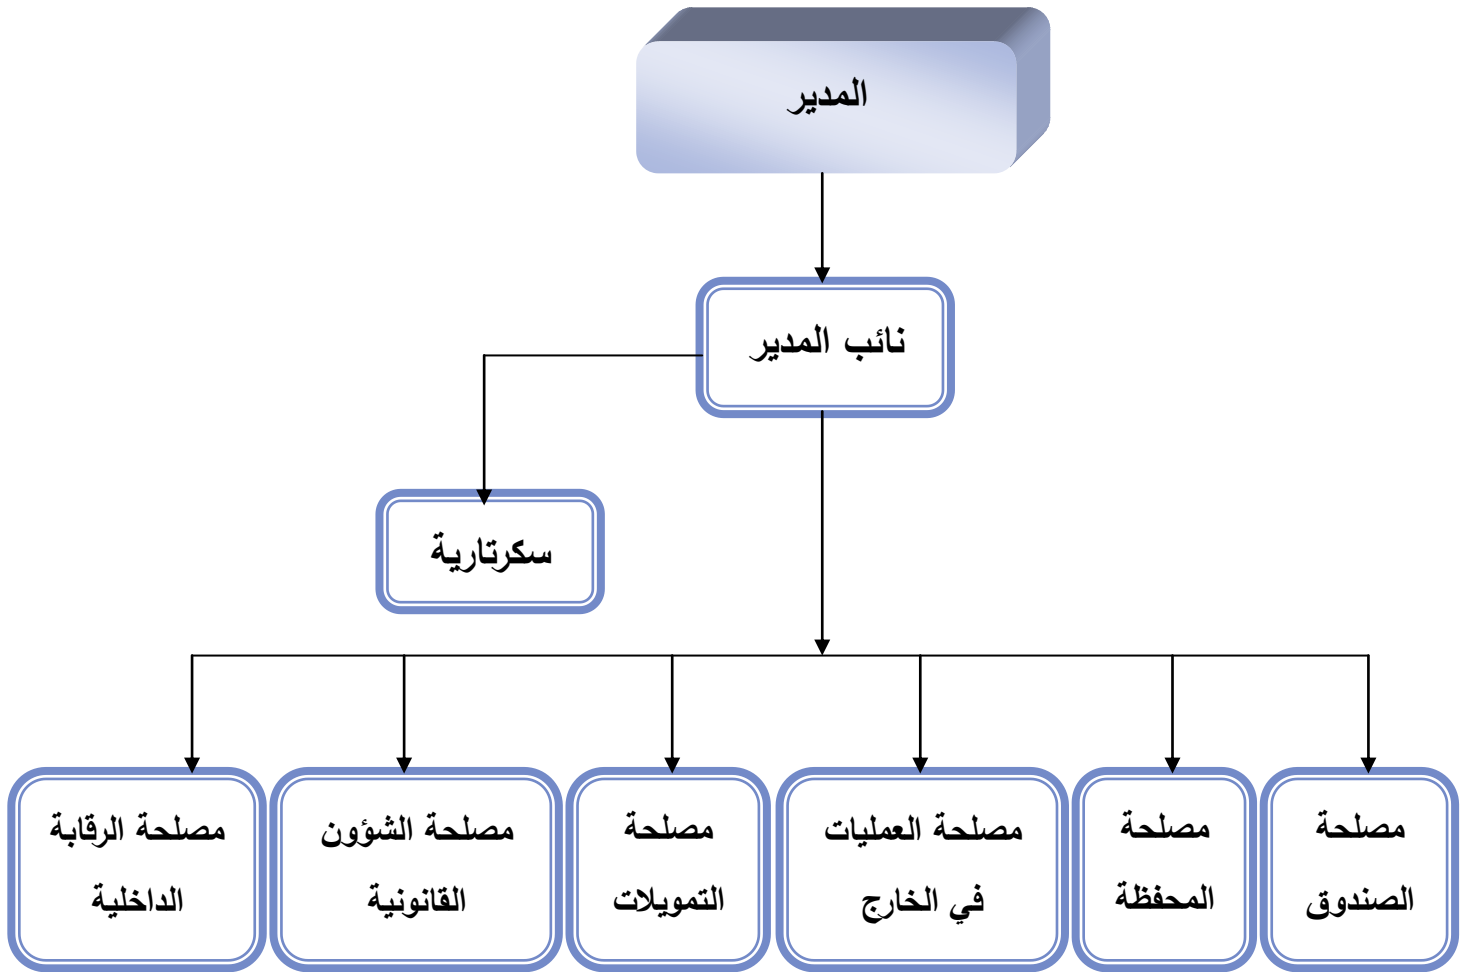 المدير
نائب المدير
سكرتارية
مصلحة
الصندوق
مصلحة
المحفظة
مصلحة العمليات
في الخارج
مصلحة
التمويلات
مصلحة الشؤون
القانونية
مصلحة الرقابة
الداخلية